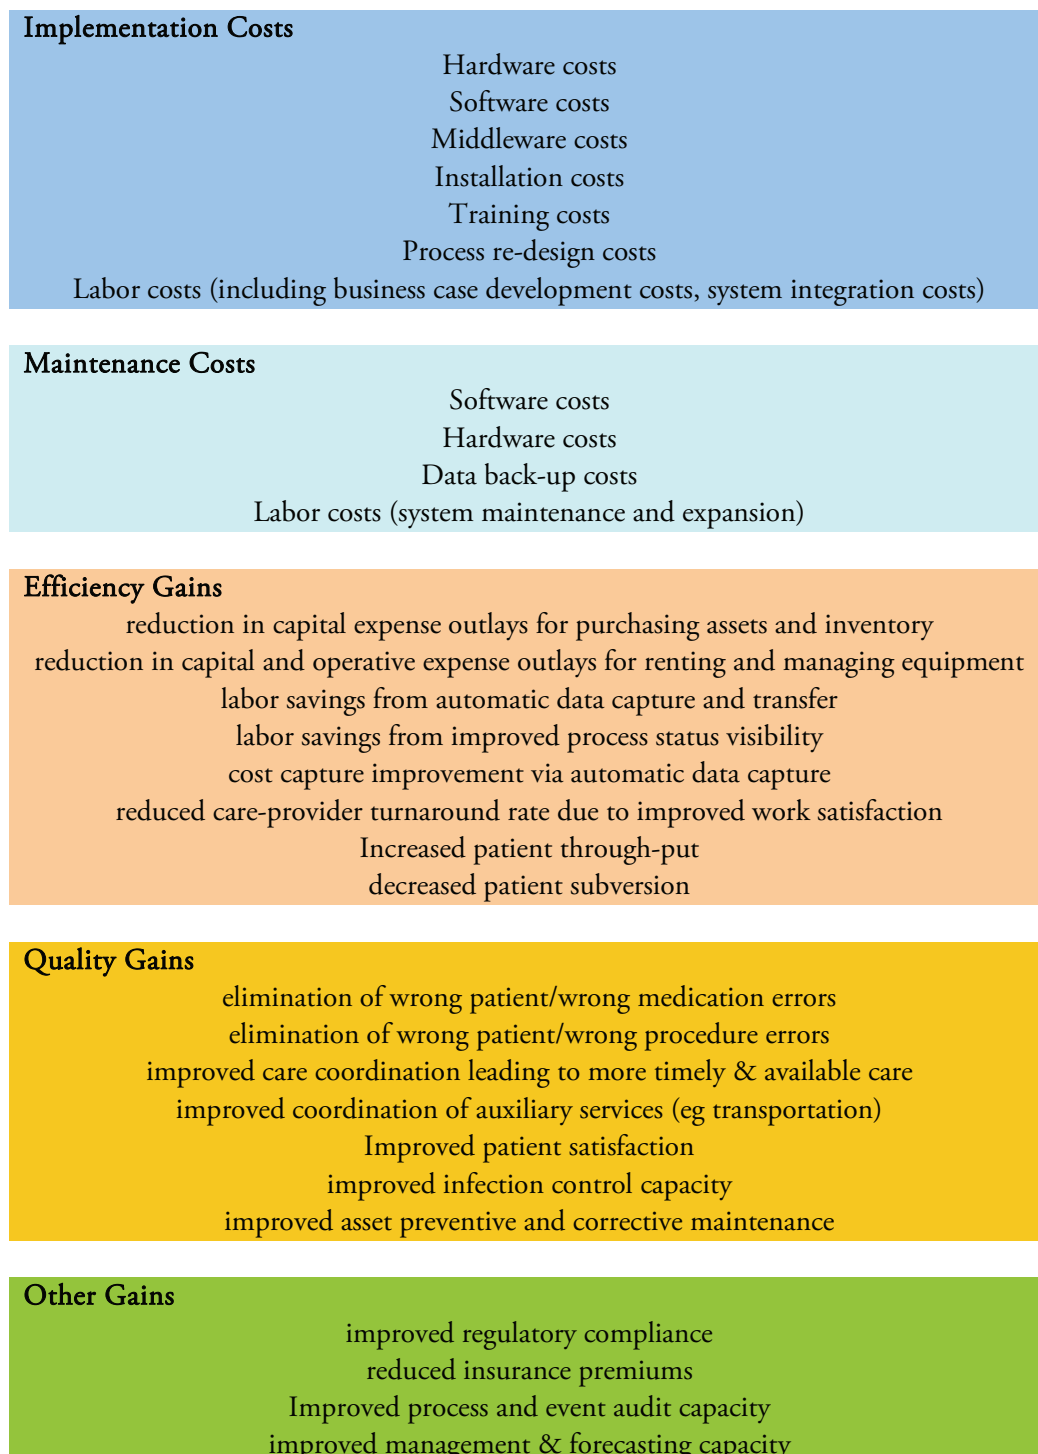 Implementation Costs
Hardware costs
Software costs
Middleware costs
Installation costs
Training costs
Process re-design costs
Labor costs (including business case development costs, system integration costs)
Maintenance Costs
Software costs
Hardware costs
Data back-up costs
Labor costs (system maintenance and expansion)
Efficiency Gains
reduction in capital expense outlays for purchasing assets and inventory
reduction in capital and operative expense outlays for renting and managing equipment
labor savings from automatic data capture and transfer
labor savings from improved process status visibility
cost capture improvement via automatic data capture
reduced care-provider turnaround rate due to improved work satisfaction
Increased patient through-put
decreased patient subversion
Quality Gains
elimination of wrong patient/wrong medication errors
elimination of wrong patient/wrong procedure errors
improved care coordination leading to more timely & available care
improved coordination of auxiliary services (eg transportation)
Improved patient satisfaction
improved infection control capacity
improved asset preventive and corrective maintenance
Other Gains
improved regulatory compliance
reduced insurance premiums
Improved process and event audit capacity
improved management & forecasting capacity